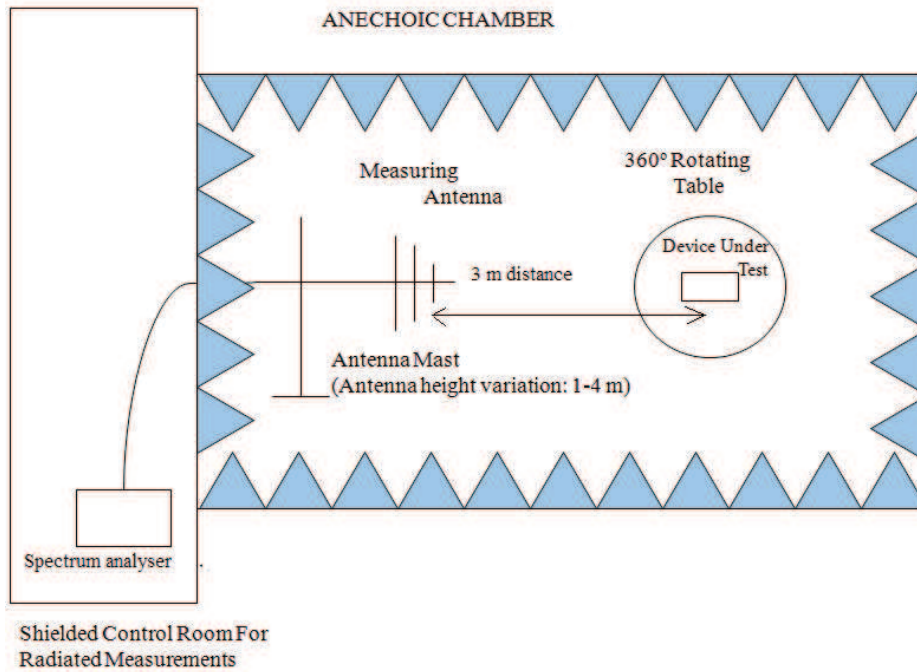 ANECHOIC CHAMBER
Measuring
Antenna
360° Rotating
Table
Device Under
Test
3 m distance
Antenna Mast
(Antenna height variation: 1-4 m)
Spectrum analyser .
Shielded Control Room For
Radiated Measurements